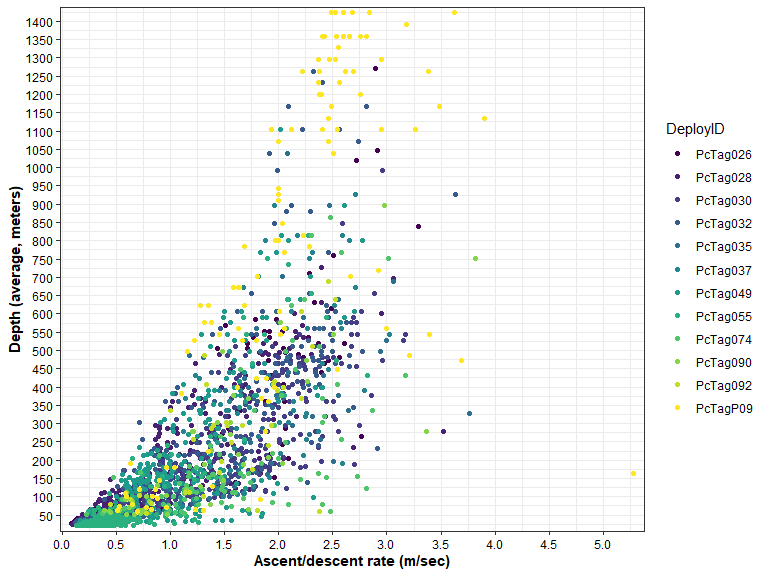 Depth (average, meters)
1400
1350
1300
1250
1200
1150
1100
1050
1000
950
900
850
800
750
700
650
600
550
500
450
400
350
300
250
200
150
100
50
0.0 0.5 1.0 1.5 2.0 2.5 3.0 3.5 4.0 4.5 5.0
Ascent/descent rate (m/sec)
DeployID
PcTag026
PcTag028
PcTag030
PcTag032
PcTag035
PcTag037
PcTag049
PcTag055
PcTag074
PcTag090
PcTag092
PcTagP09